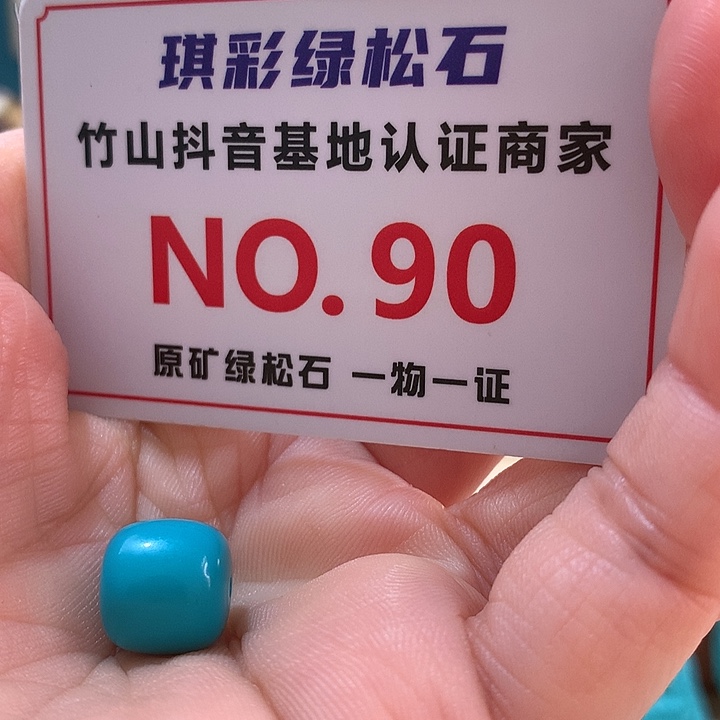 琪彩绿松石
竹山抖音基地认证商家
NO. 90
原矿绿松石 一物一证